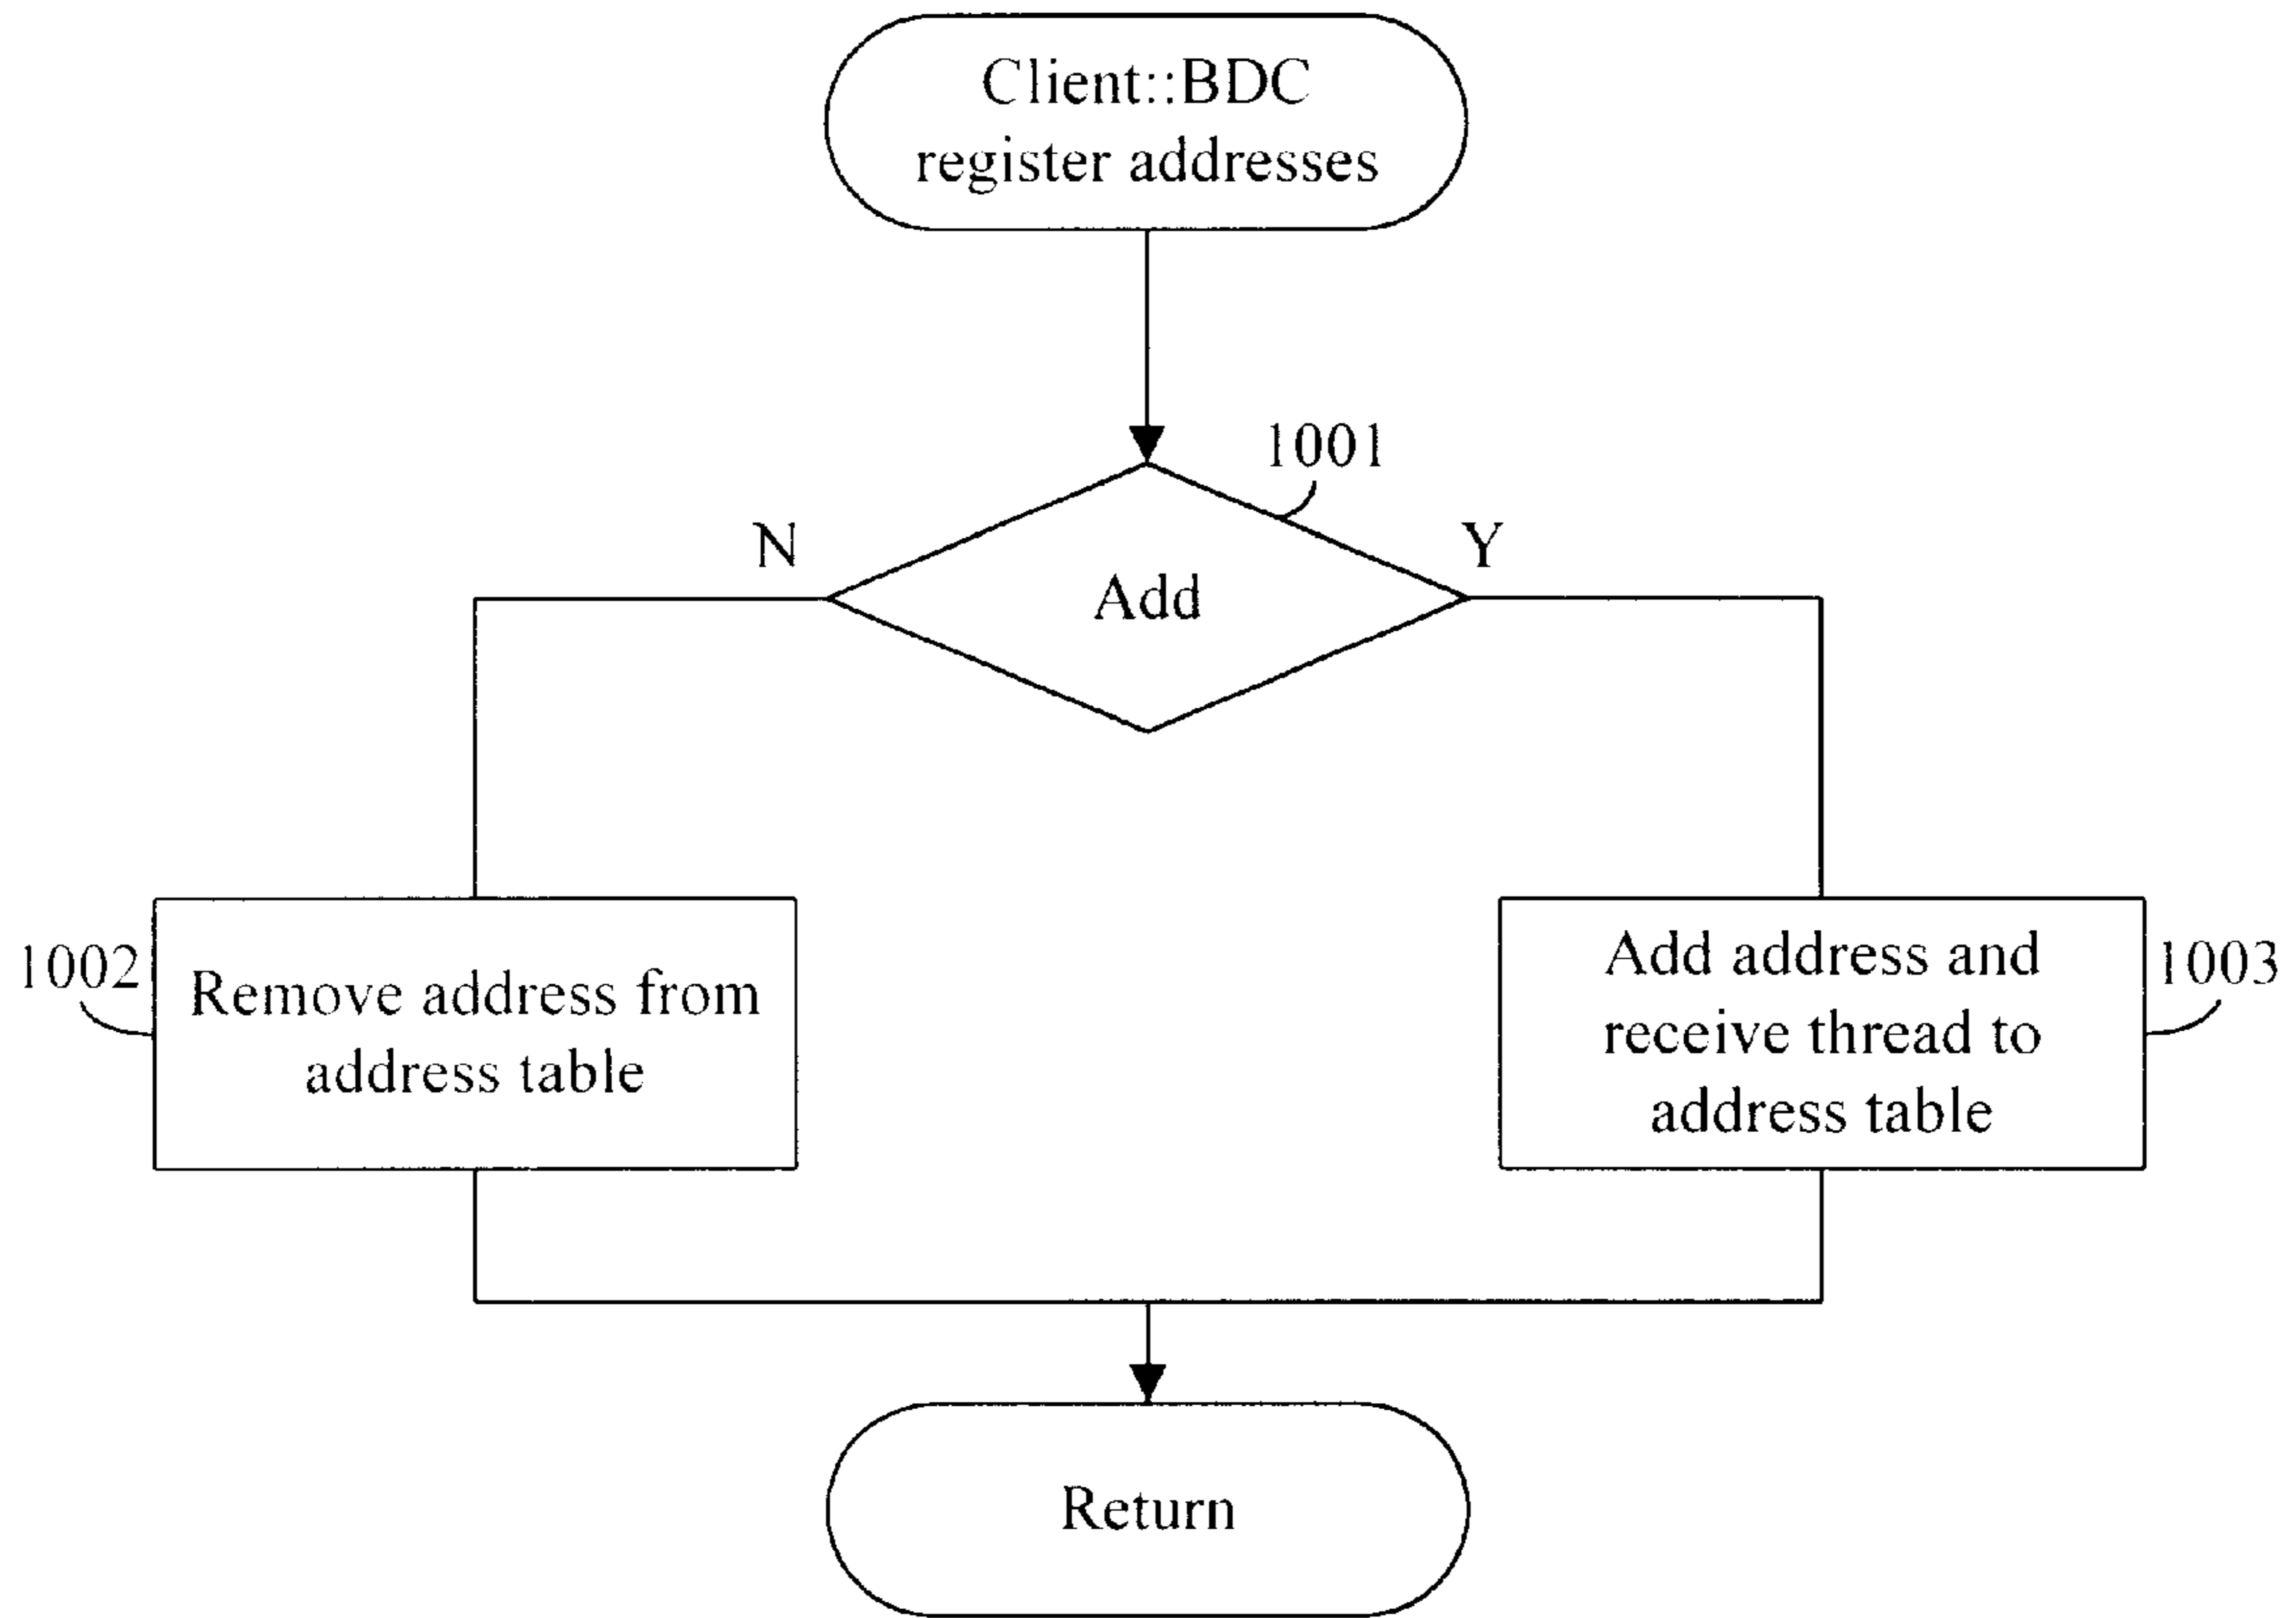 Client::BDC
register addresses
1001
N
Y
Add
1002
Remove address from
address table
Add address and
receive thread to
address table
1003
Return